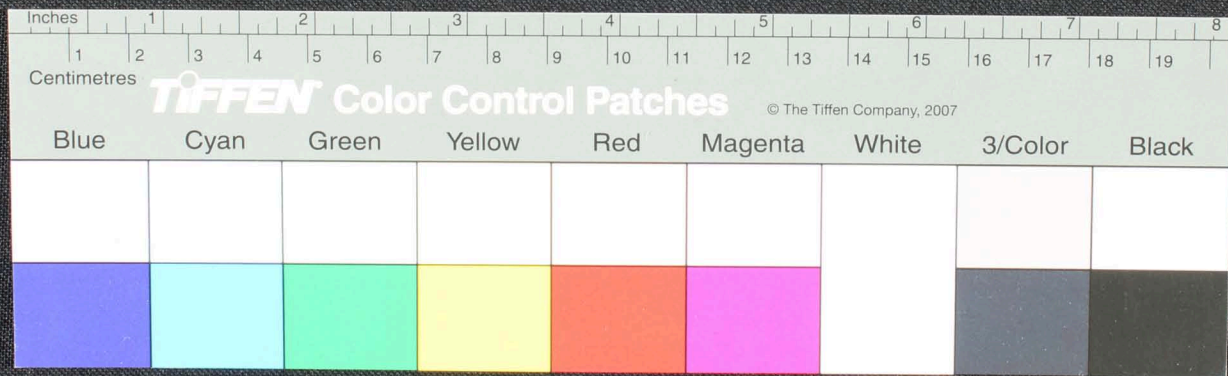 Inches 1 2 3 4 5 6 7 8
1 2 3 4 5 6 7 8 9 10 11 12 13 14 15 16 17 18 19
Centimetres
TIFFEN® Color Control Patches © The Tiffen Company, 2007
Blue Cyan Green Yellow Red Magenta White 3/Color Black